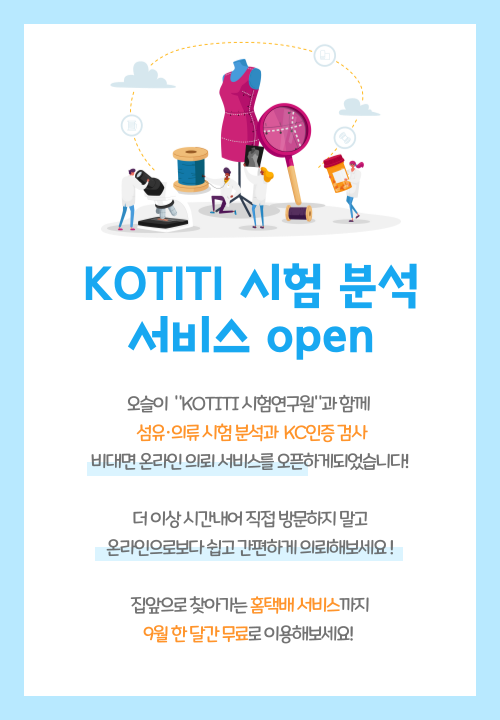 KOTITI 시험 분석
서비스 open
오슬이 "KOTITI 시험연구원"과 함께
섬유·의류 시험 분석과 KC인증 검사
비대면 온라인 의뢰 서비스를 오픈하게되었습니다!
더 이상 시간내어 직접 방문하지 말고
온라인으로보다 쉽고 간편하게 의뢰해보세요!
집앞으로 찾아가는 홈택배 서비스까지
9월 한 달간 무료로 이용해보세요!